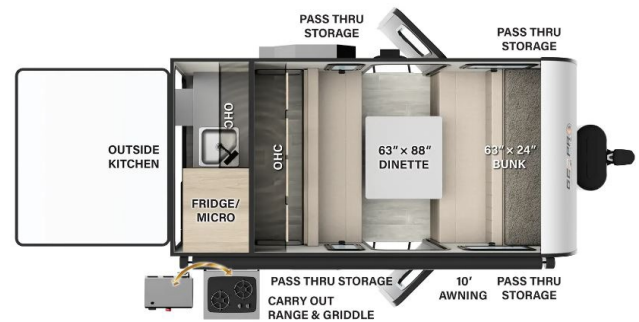 PASS THRU
STORAGE
PASS THRU
STORAGE
OUTSIDE
KITCHEN
OHC
OHC
63" × 88"
DINETTE
63" × 24"
BUNK
FRIDGE/
MICRO
PASS THRU STORAGE
10'
AWNING
PASS THRU
STORAGE
CARRY OUT
RANGE & GRIDDLE